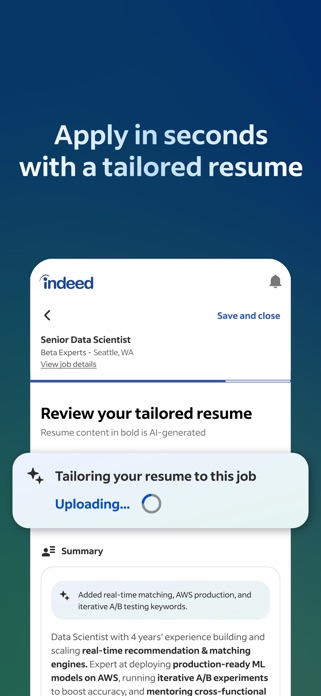 Apply in seconds
with a tailored resume
indeed
Save and close
Senior Data Scientist
Beta Experts - Seattle, WA
View job details
Review your tailored resume
Resume content in bold is AI-generated
Tailoring your resume to this job
Uploading...
Summary
Added real-time matching, AWS production, and
iterative A/B testing keywords.
Data Scientist with 4 years' experience building and
scaling real-time recommendation & matching
engines. Expert at deploying production-ready ML
models on AWS, running iterative A/B experiments
to boost accuracy, and mentoring cross-functional